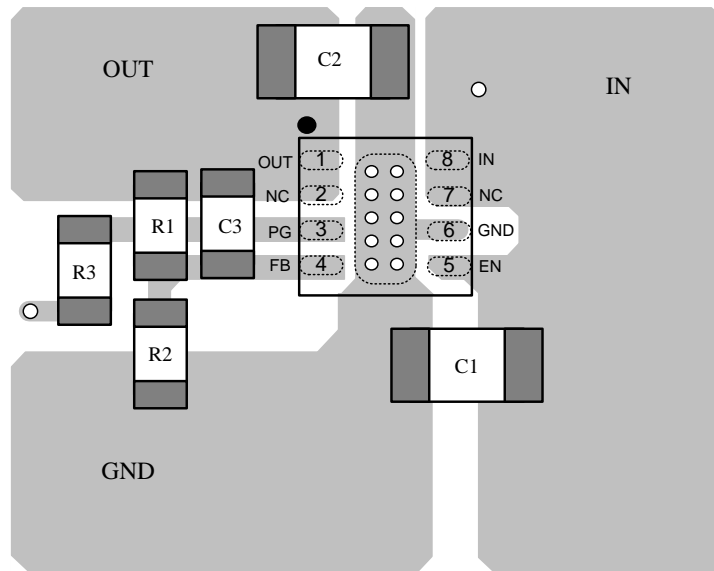 C2
OUT
IN
OUT 1 8 IN
NC 2 7 NC
R1 C3 PG 3 6 GND
R3 FB 4 5 EN
R2 C1
GND